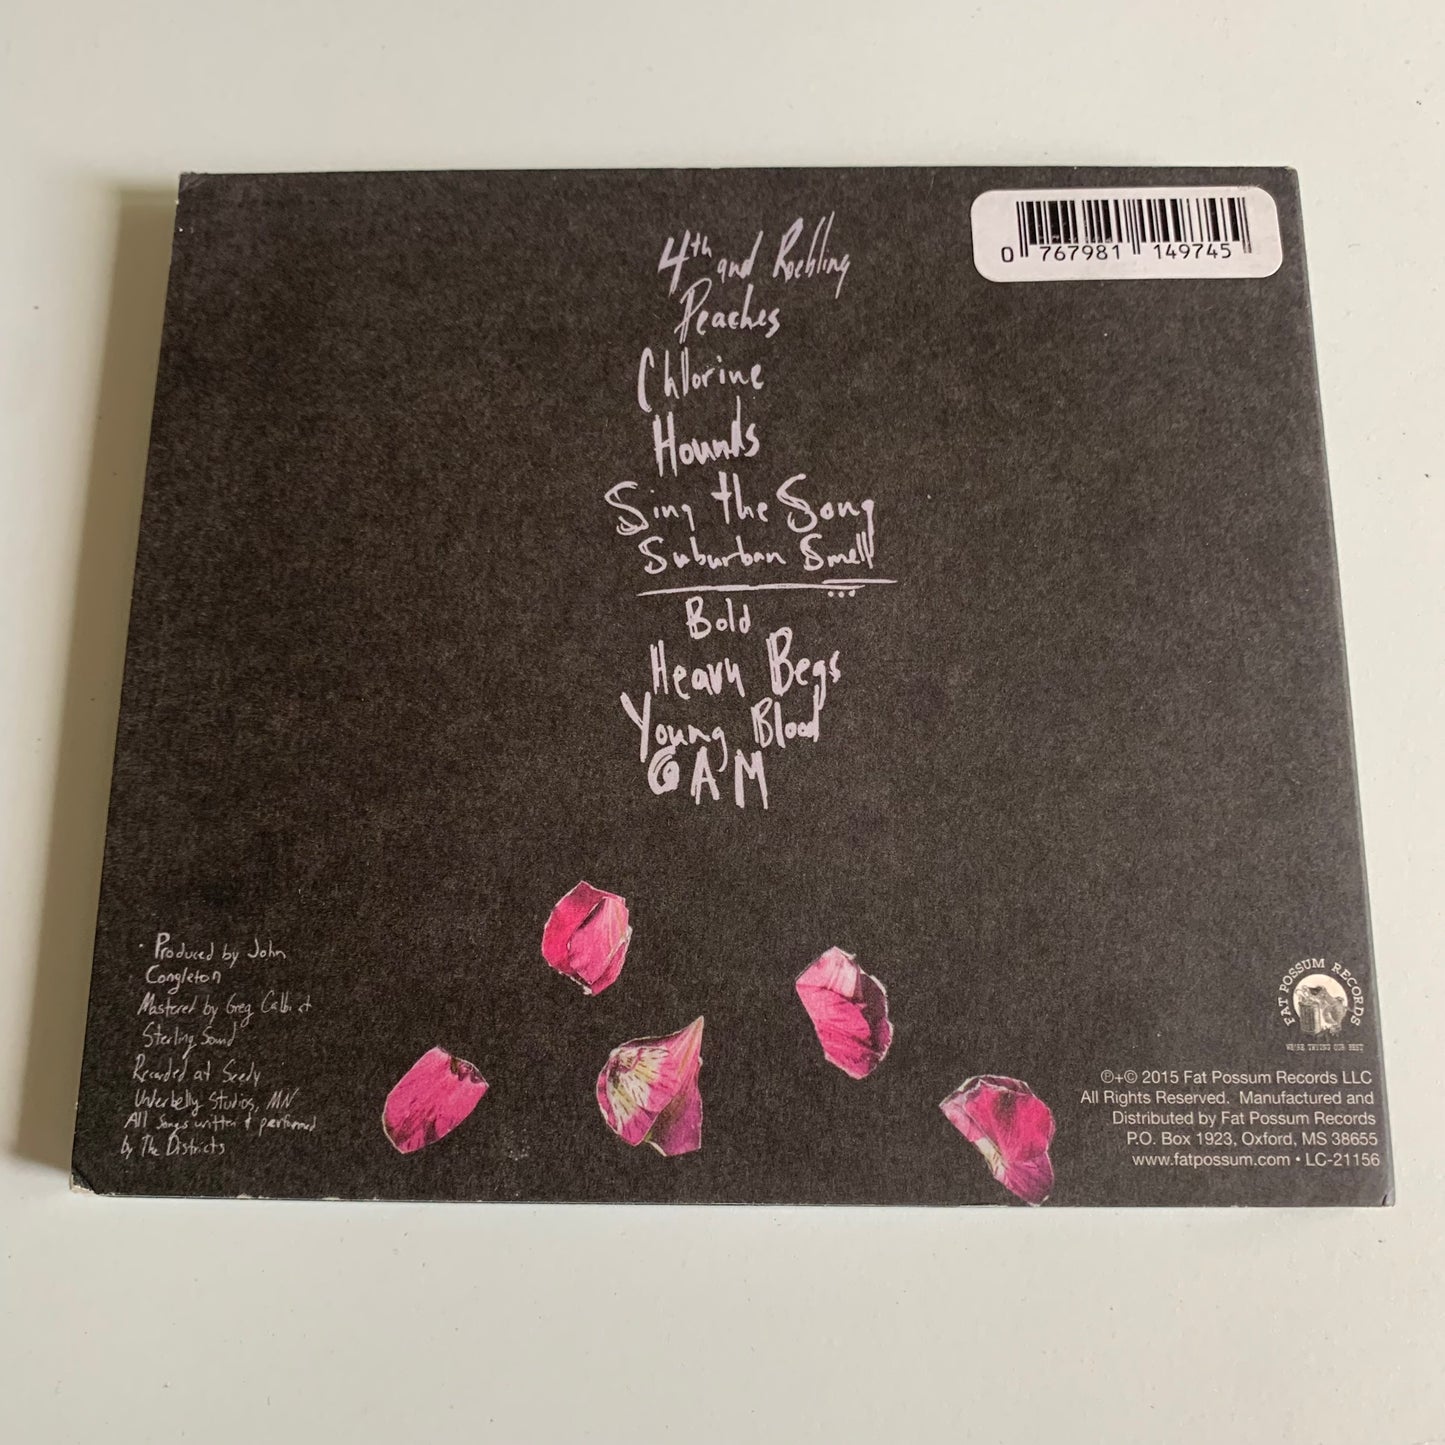 4th and Roebling
Peaches
Chlorine
Hounds
Sing the Song
Suburban Smell
Bold
Heavy Begs
Young Blood
6AM
0 767981 149745
• Produced by John
Congleton
Mastered by Greg Calbi at
Sterling Sound
Recorded at Seedy
Underbelly Studios, MN
All songs written & performed
by The Districts
FAT POSSUM RECORDS
WE'RE TRYING OUR BEST
℗+© 2015 Fat Possum Records LLC
All Rights Reserved. Manufactured and
Distributed by Fat Possum Records
P.O. Box 1923, Oxford, MS 38655
www.fatpossum.com • LC-21156